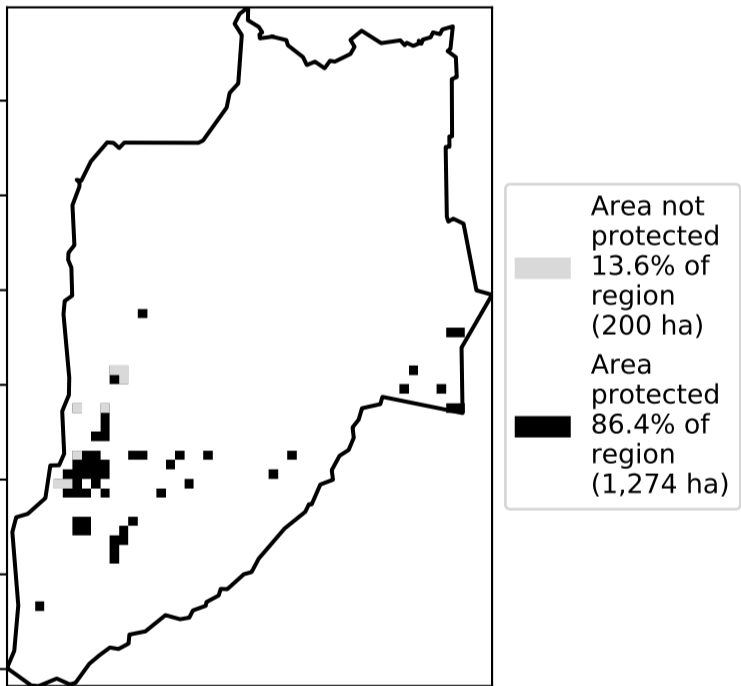 Area not
protected
13.6% of
region
(200 ha)
Area
protected
86.4% of
region
(1,274 ha)